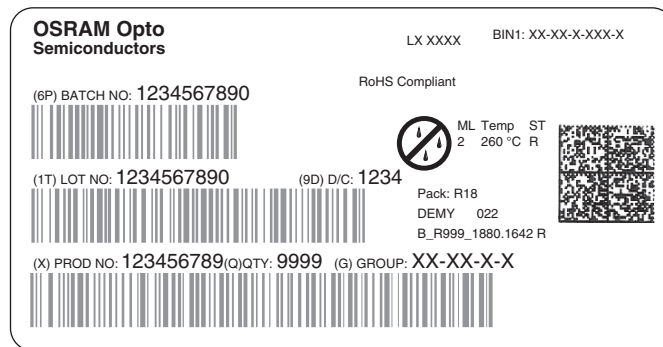 OSRAM Opto
Semiconductors
LX XXXX
BIN1: XX-XX-X-XXX-X
RoHS Compliant
(6P) BATCH NO: 1234567890
ML Temp ST
2 260 °C R
(1T) LOT NO: 1234567890 (9D) D/C: 1234
Pack: R18
DEMY 022
B_R999_1880.1642 R
(X) PROD NO: 123456789(Q)QTY: 9999 (G) GROUP: XX-XX-X-X